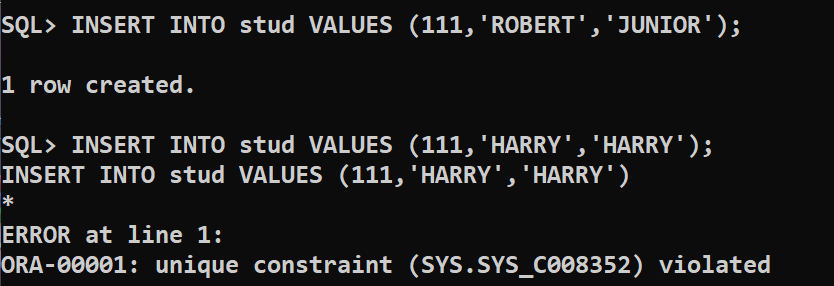 SQL> INSERT INTO stud VALUES (111,'ROBERT','JUNIOR');
1 row created.
SQL> INSERT INTO stud VALUES (111,'HARRY','HARRY');
INSERT INTO stud VALUES (111,'HARRY','HARRY')
*
ERROR at line 1:
ORA-00001: unique constraint (SYS.SYS_C008352) violated